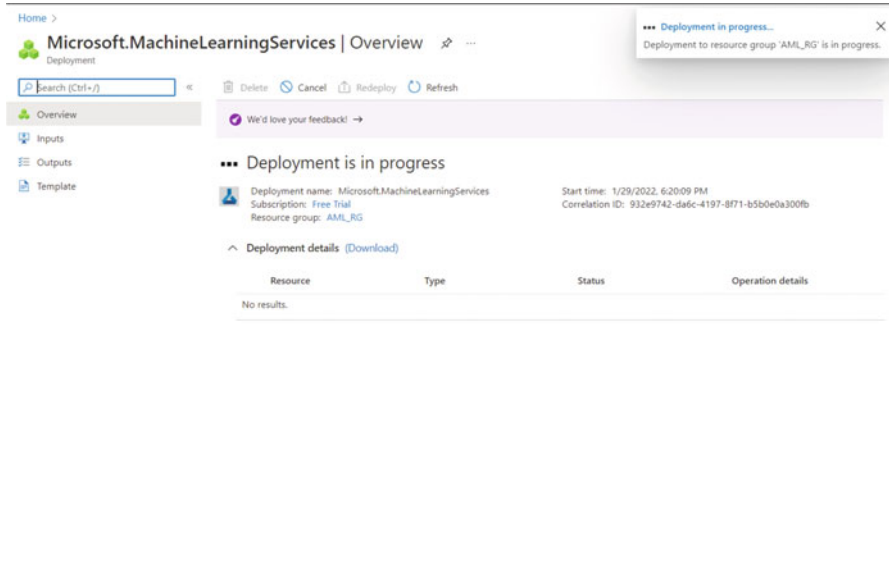 Home >
Microsoft.MachineLearningServices | Overview ...
Deployment
... Deployment in progress...
Deployment to resource group 'AML_RG' is in progress.
Search (Ctrl+/) «
Delete Cancel Redeploy Refresh
Overview
Inputs
Outputs
Template
We'd love your feedback! →
... Deployment is in progress
Deployment name: Microsoft.MachineLearningServices
Subscription: Free Trial
Resource group: AML_RG
Start time: 1/29/2022, 6:20:09 PM
Correlation ID: 932e9742-da6c-4197-8f71-b5b0e0a300fb
Deployment details (Download)
Resource Type Status Operation details
No results.